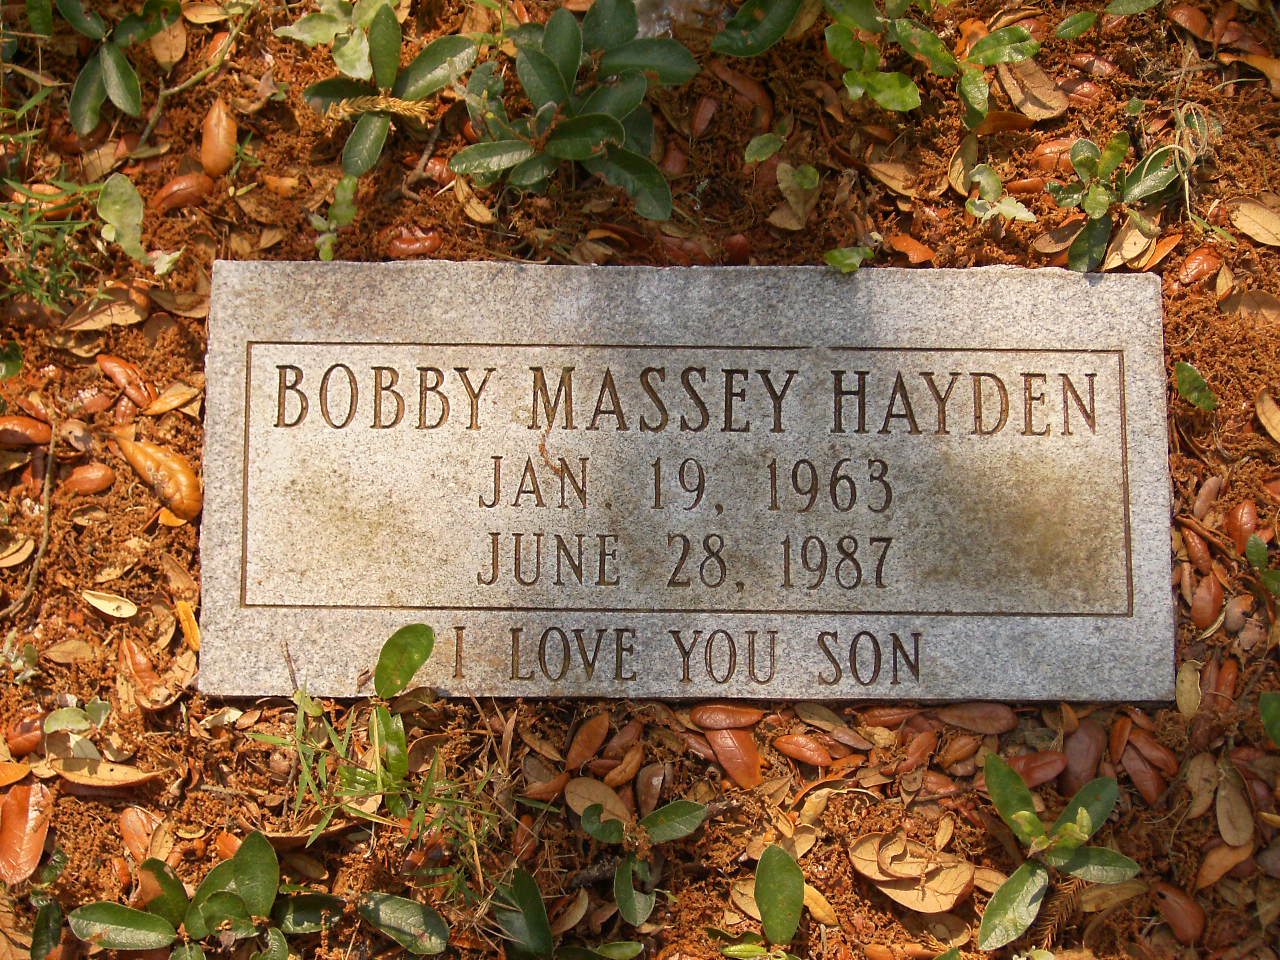 BOBBY MASSEY HAYDEN
JAN. 19, 1963
JUNE 28, 1987
I LOVE YOU SON